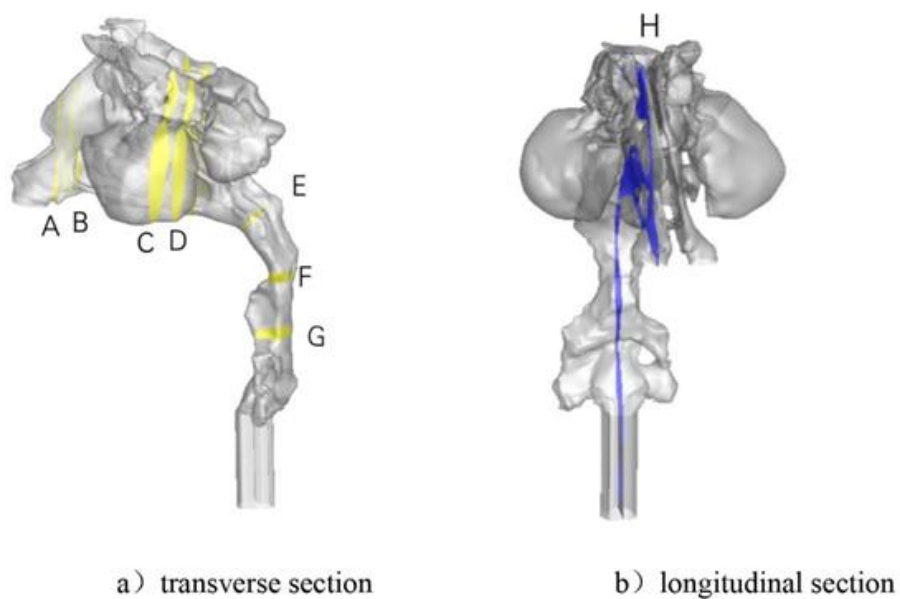 H
E
A B
C D
F
G
a）transverse section
b）longitudinal section